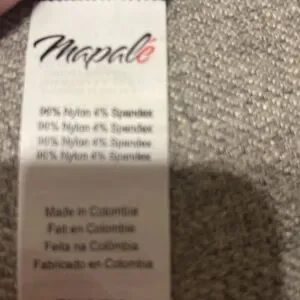 Mapalé
96% Nylon 4% Spandex
96% Nylon 4% Spandex
96% Nylon 4% Spandex
96% Nylon 4% Spandex
Made in Colombia
Fait en Colombie
Feita na Colômbia
Fabricado en Colombia